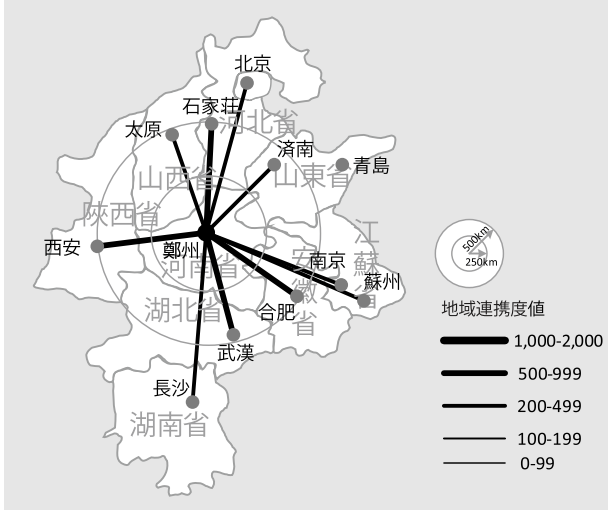 北京
石家荘
河北省
太原
済南
山東省
青島
山西省
陝西省
西安
鄭州
河南省
江蘇省
安徽省
南京
蘇州
合肥
湖北省
武漢
長沙
湖南省
500km
250km
地域連携度値
1,000-2,000
500-999
200-499
100-199
0-99